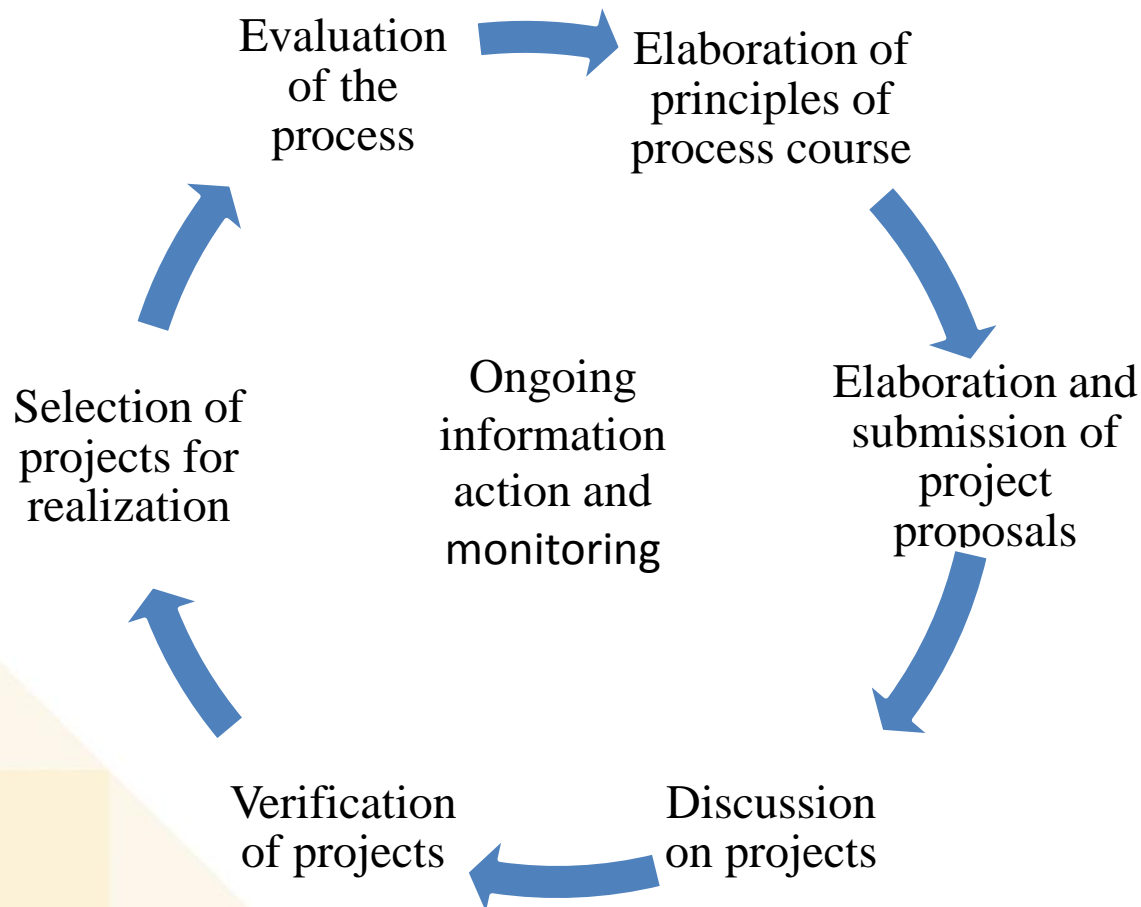 Evaluation
of the
process
Elaboration of
principles of
process course
Elaboration and
submission of
project
proposals
Discussion
on projects
Verification
of projects
Selection of
projects for
realization
Ongoing
information
action and
monitoring